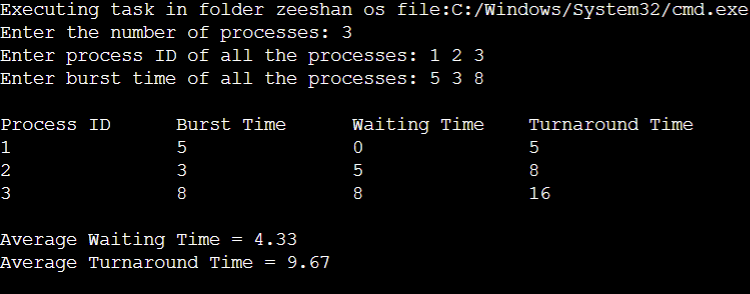 Executing task in folder zeeshan os file:C:/Windows/System32/cmd.exe
Enter the number of processes: 3
Enter process ID of all the processes: 1 2 3
Enter burst time of all the processes: 5 3 8
Process ID Burst Time Waiting Time Turnaround Time
1 5 0 5
2 3 5 8
3 8 8 16
Average Waiting Time = 4.33
Average Turnaround Time = 9.67